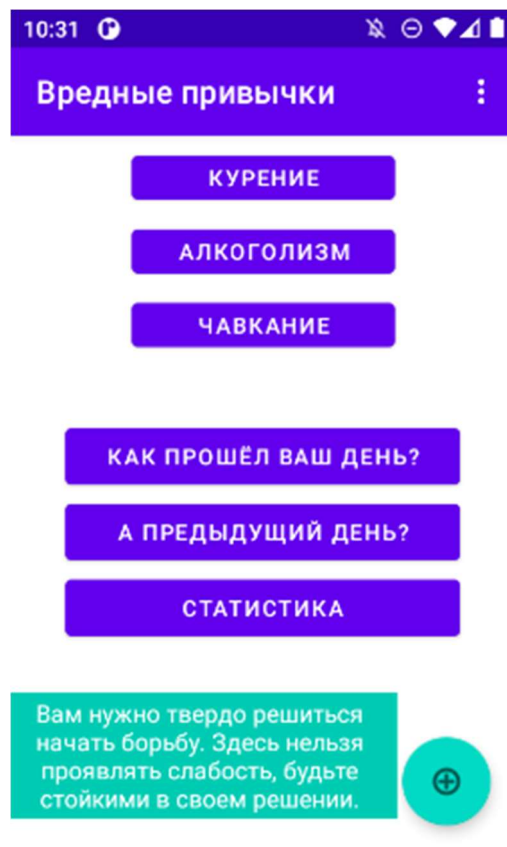 10:31
Вредные привычки
КУРЕНИЕ
АЛКОГОЛИЗМ
ЧАВКАНИЕ
КАК ПРОШЁЛ ВАШ ДЕНЬ?
А ПРЕДЫДУЩИЙ ДЕНЬ?
СТАТИСТИКА
Вам нужно твердо решиться
начать борьбу. Здесь нельзя
проявлять слабость, будьте
стойкими в своем решении.